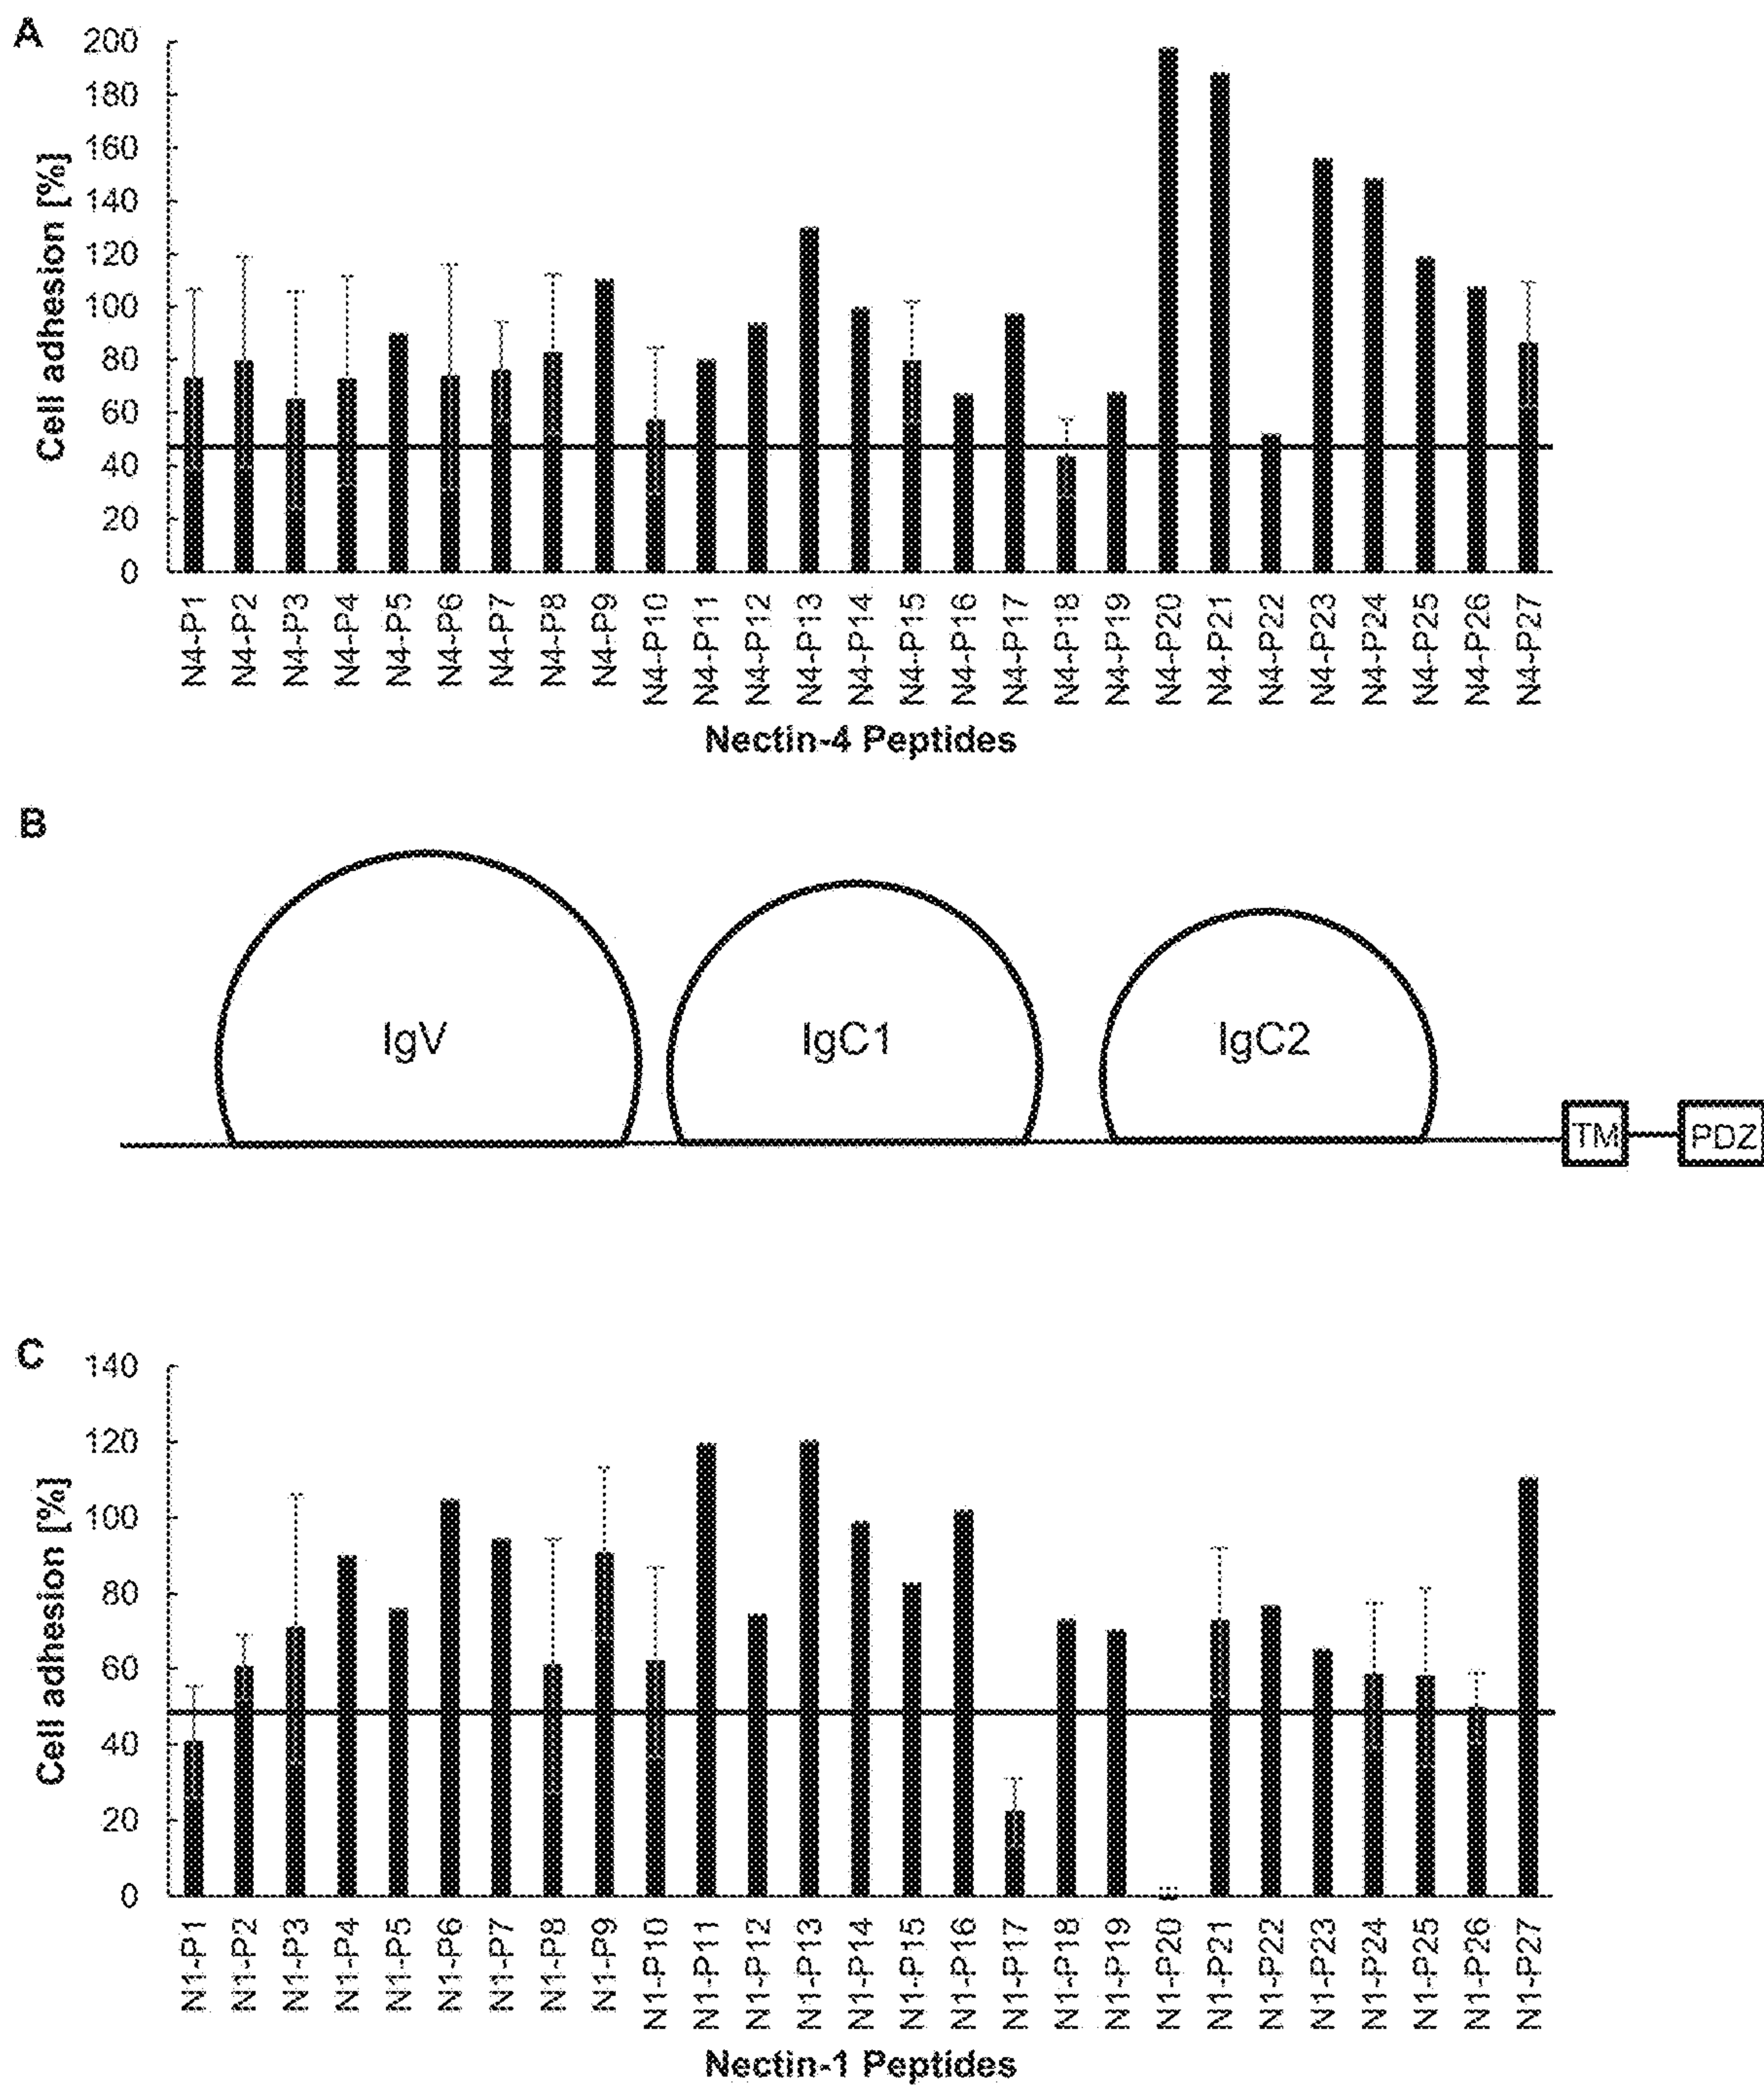 A
200
180
160
140
120
100
80
60
40
20
0
Cell adhesion [%]
N4-P1
N4-P2
N4-P3
N4-P4
N4-P5
N4-P6
N4-P7
N4-P8
N4-P9
N4-P10
N4-P11
N4-P12
N4-P13
N4-P14
N4-P15
N4-P16
N4-P17
N4-P18
N4-P19
N4-P20
N4-P21
N4-P22
N4-P23
N4-P24
N4-P25
N4-P26
N4-P27
Nectin-4 Peptides
B
IgV
IgC1
IgC2
TM
PDZ
C
140
120
100
80
60
40
20
0
Cell adhesion [%]
N1-P1
N1-P2
N1-P3
N1-P4
N1-P5
N1-P6
N1-P7
N1-P8
N1-P9
N1-P10
N1-P11
N1-P12
N1-P13
N1-P14
N1-P15
N1-P16
N1-P17
N1-P18
N1-P19
N1-P20
N1-P21
N1-P22
N1-P23
N1-P24
N1-P25
N1-P26
N1-P27
Nectin-1 Peptides